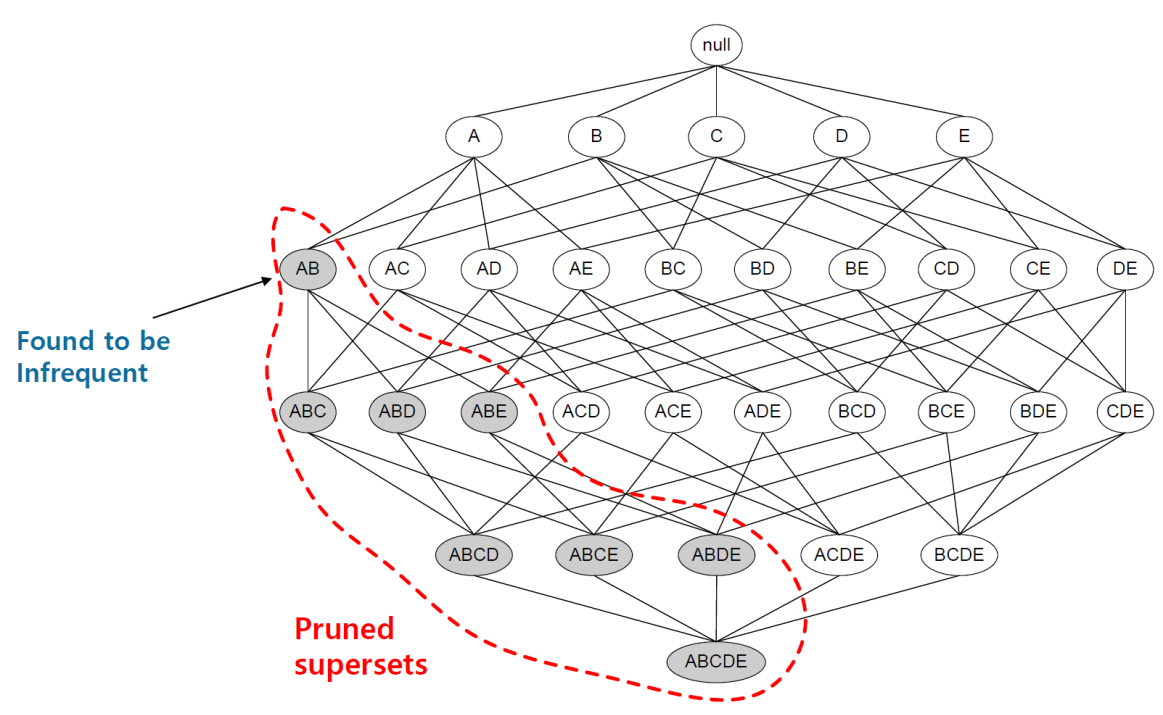 null
A B C D E
AB AC AD AE BC BD BE CD CE DE
Found to be
Infrequent
ABC ABD ABE ACD ACE ADE BCD BCE BDE CDE
ABCD ABCE ABDE ACDE BCDE
Pruned
supersets
ABCDE